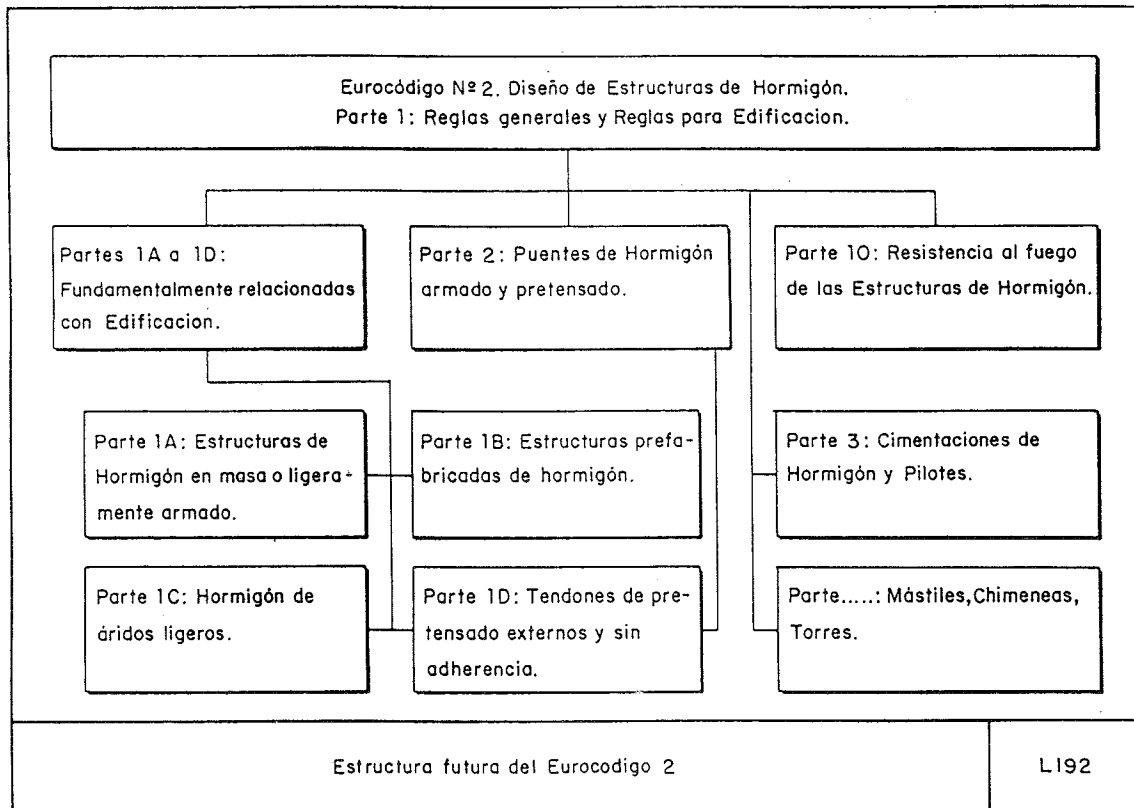 Eurocódigo Nº 2. Diseño de Estructuras de Hormigón.
Parte 1: Reglas generales y Reglas para Edificacion.
Partes 1A a 1D:
Fundamentalmente relacionadas
con Edificacion.
Parte 2: Puentes de Hormigón
armado y pretensado.
Parte 10: Resistencia al fuego
de las Estructuras de Hormigón.
Parte 1A: Estructuras de
Hormigón en masa o ligera-
mente armado.
Parte 1B: Estructuras prefa-
bricadas de hormigón.
Parte 3: Cimentaciones de
Hormigón y Pilotes.
Parte 1C: Hormigón de
áridos ligeros.
Parte 1D: Tendones de pre-
tensado externos y sin
adherencia.
Parte.....: Mástiles, Chimeneas,
Torres.
Estructura futura del Eurocodigo 2
L192